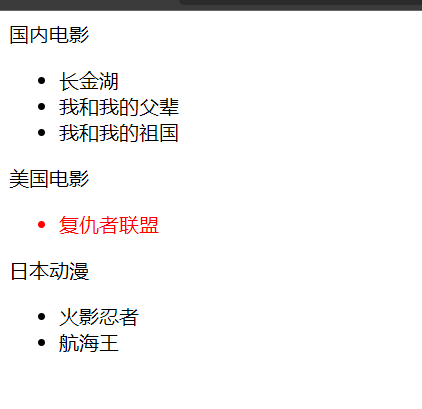 国内电影
长金湖
我和我的父辈
我和我的祖国
美国电影
复仇者联盟
日本动漫
火影忍者
航海王